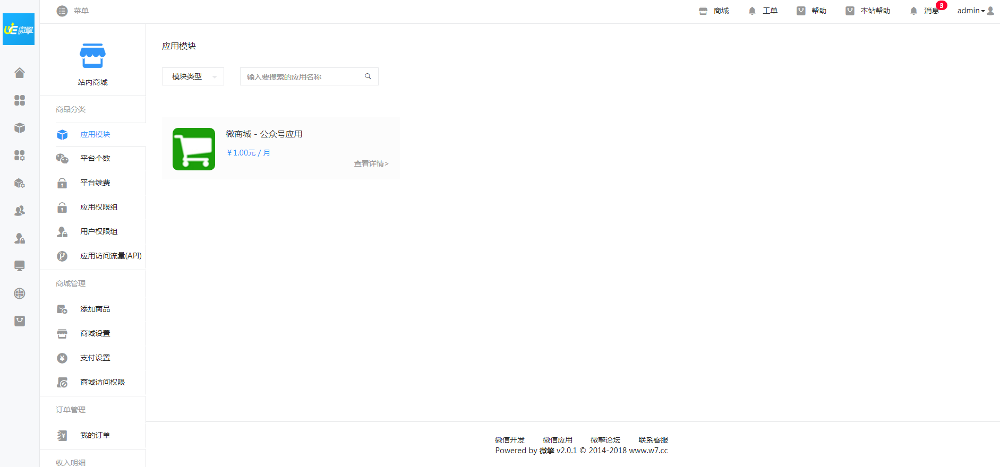 微擎
菜单
商城
工单
帮助
本站帮助
消息
3
admin
站内商城
商品分类
应用模块
平台个数
平台续费
应用权限组
用户权限组
应用访问流量(API)
商城管理
添加商品
商城设置
支付设置
商城访问权限
订单管理
我的订单
收入明细
应用模块
模块类型
输入要搜索的应用名称
微商城 - 公众号应用
￥1.00元 / 月
查看详情>
微信开发 微信应用 微擎论坛 联系客服
Powered by 微擎 v2.0.1 © 2014-2018 www.w7.cc